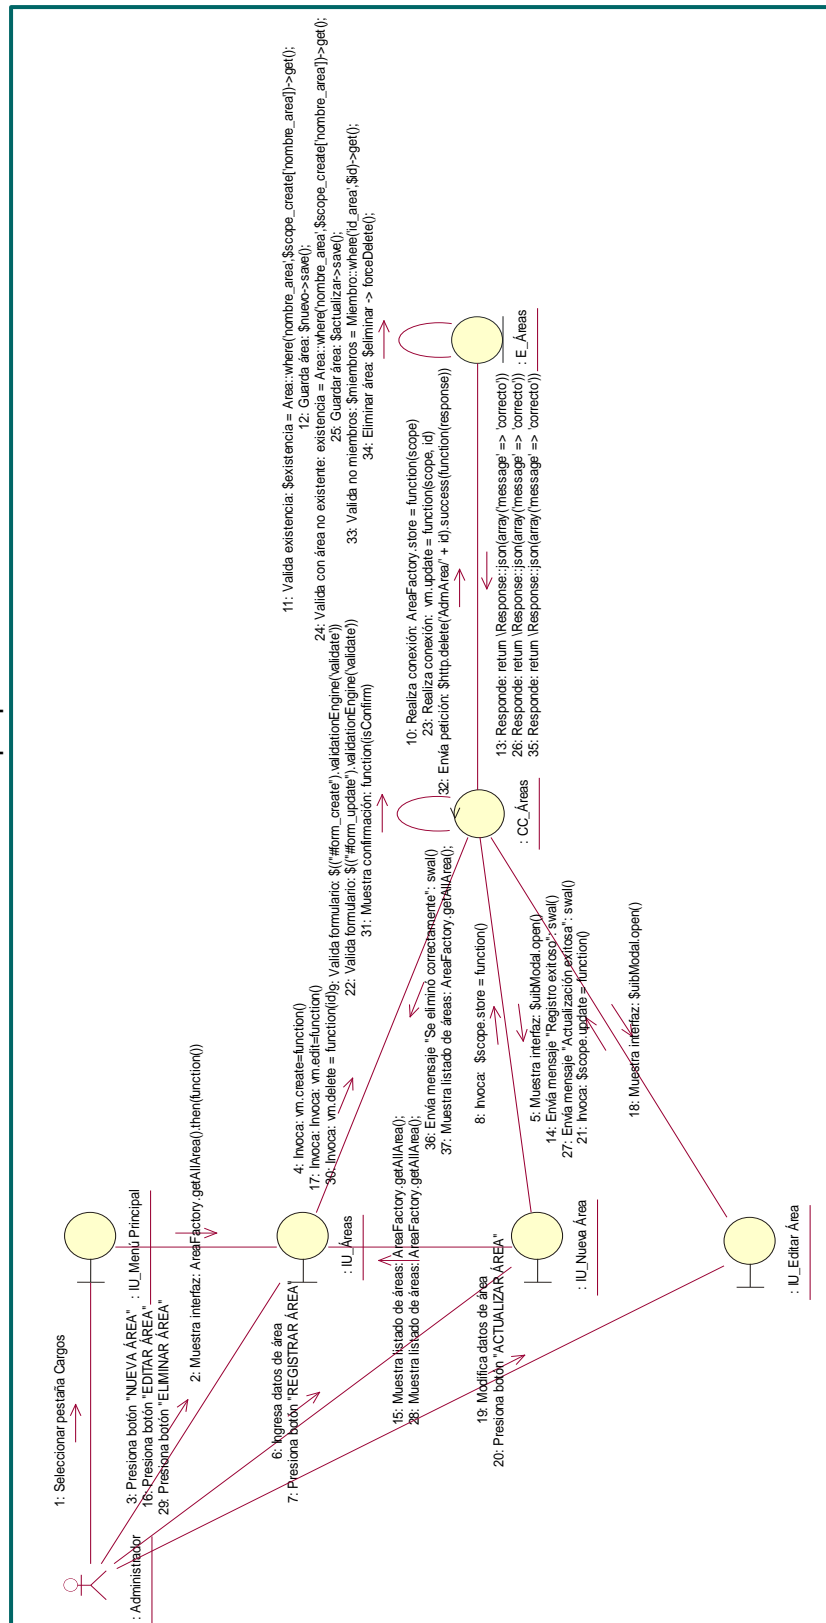 1: Seleccionar pestaña Cargos
: Administrador
3: Presiona botón "NUEVA ÁREA"
16: Presiona botón "EDITAR ÁREA"
29: Presiona botón "ELIMINAR ÁREA"
: IU_Menú Principal
2: Muestra interfaz: AreaFactory.getAllArea().then(function())
6: Ingresa datos de área
7: Presiona botón "REGISTRAR ÁREA"
: IU_Áreas
4: Invoca: vm.create=function()
17: Invoca: Invoca: vm.edit=function()
30: Invoca: vm.delete = function(id)
9: Valida formulario: $(("#form_create").validationEngine('validate'))
22: Valida formulario: $(("#form_update").validationEngine('validate'))
31: Muestra confirmación: function(isConfirm)
11: Valida existencia: $existencia = Area::where('nombre_area',$scope_create['nombre_area'])->get();
12: Guarda área: $nuevo->save();
24: Valida con área no existente: existencia = Area::where('nombre_area',$scope_create['nombre_area'])->get();
25: Guardar área: $actualizar->save();
33: Valida no miembros: $miembros = Miembro::where('id_area',$id)->get();
34: Eliminar área: $eliminar -> forceDelete();
15: Muestra listado de áreas: AreaFactory.getAllArea();
28: Muestra listado de áreas: AreaFactory.getAllArea();
36: Envía mensaje "Se eliminó correctamente": swal()
37: Muestra listado de áreas: AreaFactory.getAllArea();
10: Realiza conexión: AreaFactory.store = function(scope)
23: Realiza conexión: vm.update = function(scope, id)
32: Envía petición: $http.delete('AdmArea/' + id).success(function(response))
19: Modifica datos de área
20: Presiona botón "ACTUALIZAR ÁREA"
8: Invoca: $scope.store = function()
13: Responde: return \Response::json(array('message' => 'correcto'))
26: Responde: return \Response::json(array('message' => 'correcto'))
35: Responde: return \Response::json(array('message' => 'correcto'))
: CC_Áreas
: E_Áreas
5: Muestra interfaz: $uibModal.open()
14: Envía mensaje "Registro exitoso": swal()
27: Envía mensaje "Actualización exitosa": swal()
21: Invoca: $scope.update = function()
: IU_Nueva Área
18: Muestra interfaz: $uibModal.open()
: IU_Editar Área